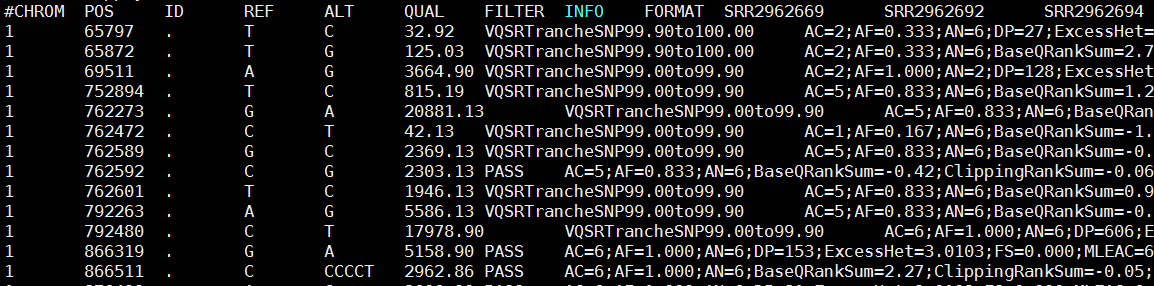 #CHROM POS ID REF ALT QUAL FILTER INFO FORMAT SRR2962669 SRR2962692 SRR2962694
1 65797 . T C 32.92 VQSRTrancheSNP99.90to100.00 AC=2;AF=0.333;AN=6;DP=27;ExcessHet=
1 65872 . T G 125.03 VQSRTrancheSNP99.90to100.00 AC=2;AF=0.333;AN=6;BaseQRankSum=2.7
1 69511 . A G 3664.90 VQSRTrancheSNP99.00to99.90 AC=2;AF=1.000;AN=2;DP=128;ExcessHet
1 752894 . T C 815.19 VQSRTrancheSNP99.00to99.90 AC=5;AF=0.833;AN=6;BaseQRankSum=1.2
1 762273 . G A 20881.13 VQSRTrancheSNP99.00to99.90 AC=5;AF=0.833;AN=6;BaseQRan
1 762472 . C T 42.13 VQSRTrancheSNP99.00to99.90 AC=1;AF=0.167;AN=6;BaseQRankSum=-1.
1 762589 . G C 2369.13 VQSRTrancheSNP99.00to99.90 AC=5;AF=0.833;AN=6;BaseQRankSum=-0.
1 762592 . C G 2303.13 PASS AC=5;AF=0.833;AN=6;BaseQRankSum=-0.42;ClippingRankSum=-0.06
1 762601 . T C 1946.13 VQSRTrancheSNP99.00to99.90 AC=5;AF=0.833;AN=6;BaseQRankSum=0.9
1 792263 . A G 5586.13 VQSRTrancheSNP99.00to99.90 AC=5;AF=0.833;AN=6;BaseQRankSum=-0.
1 792480 . C T 17978.90 VQSRTrancheSNP99.00to99.90 AC=6;AF=1.000;AN=6;DP=606;E
1 866319 . G A 5158.90 PASS AC=6;AF=1.000;AN=6;DP=153;ExcessHet=3.0103;FS=0.000;MLEAC=6
1 866511 . C CCCCT 2962.86 PASS AC=6;AF=1.000;AN=6;BaseQRankSum=2.27;ClippingRankSum=-0.05;